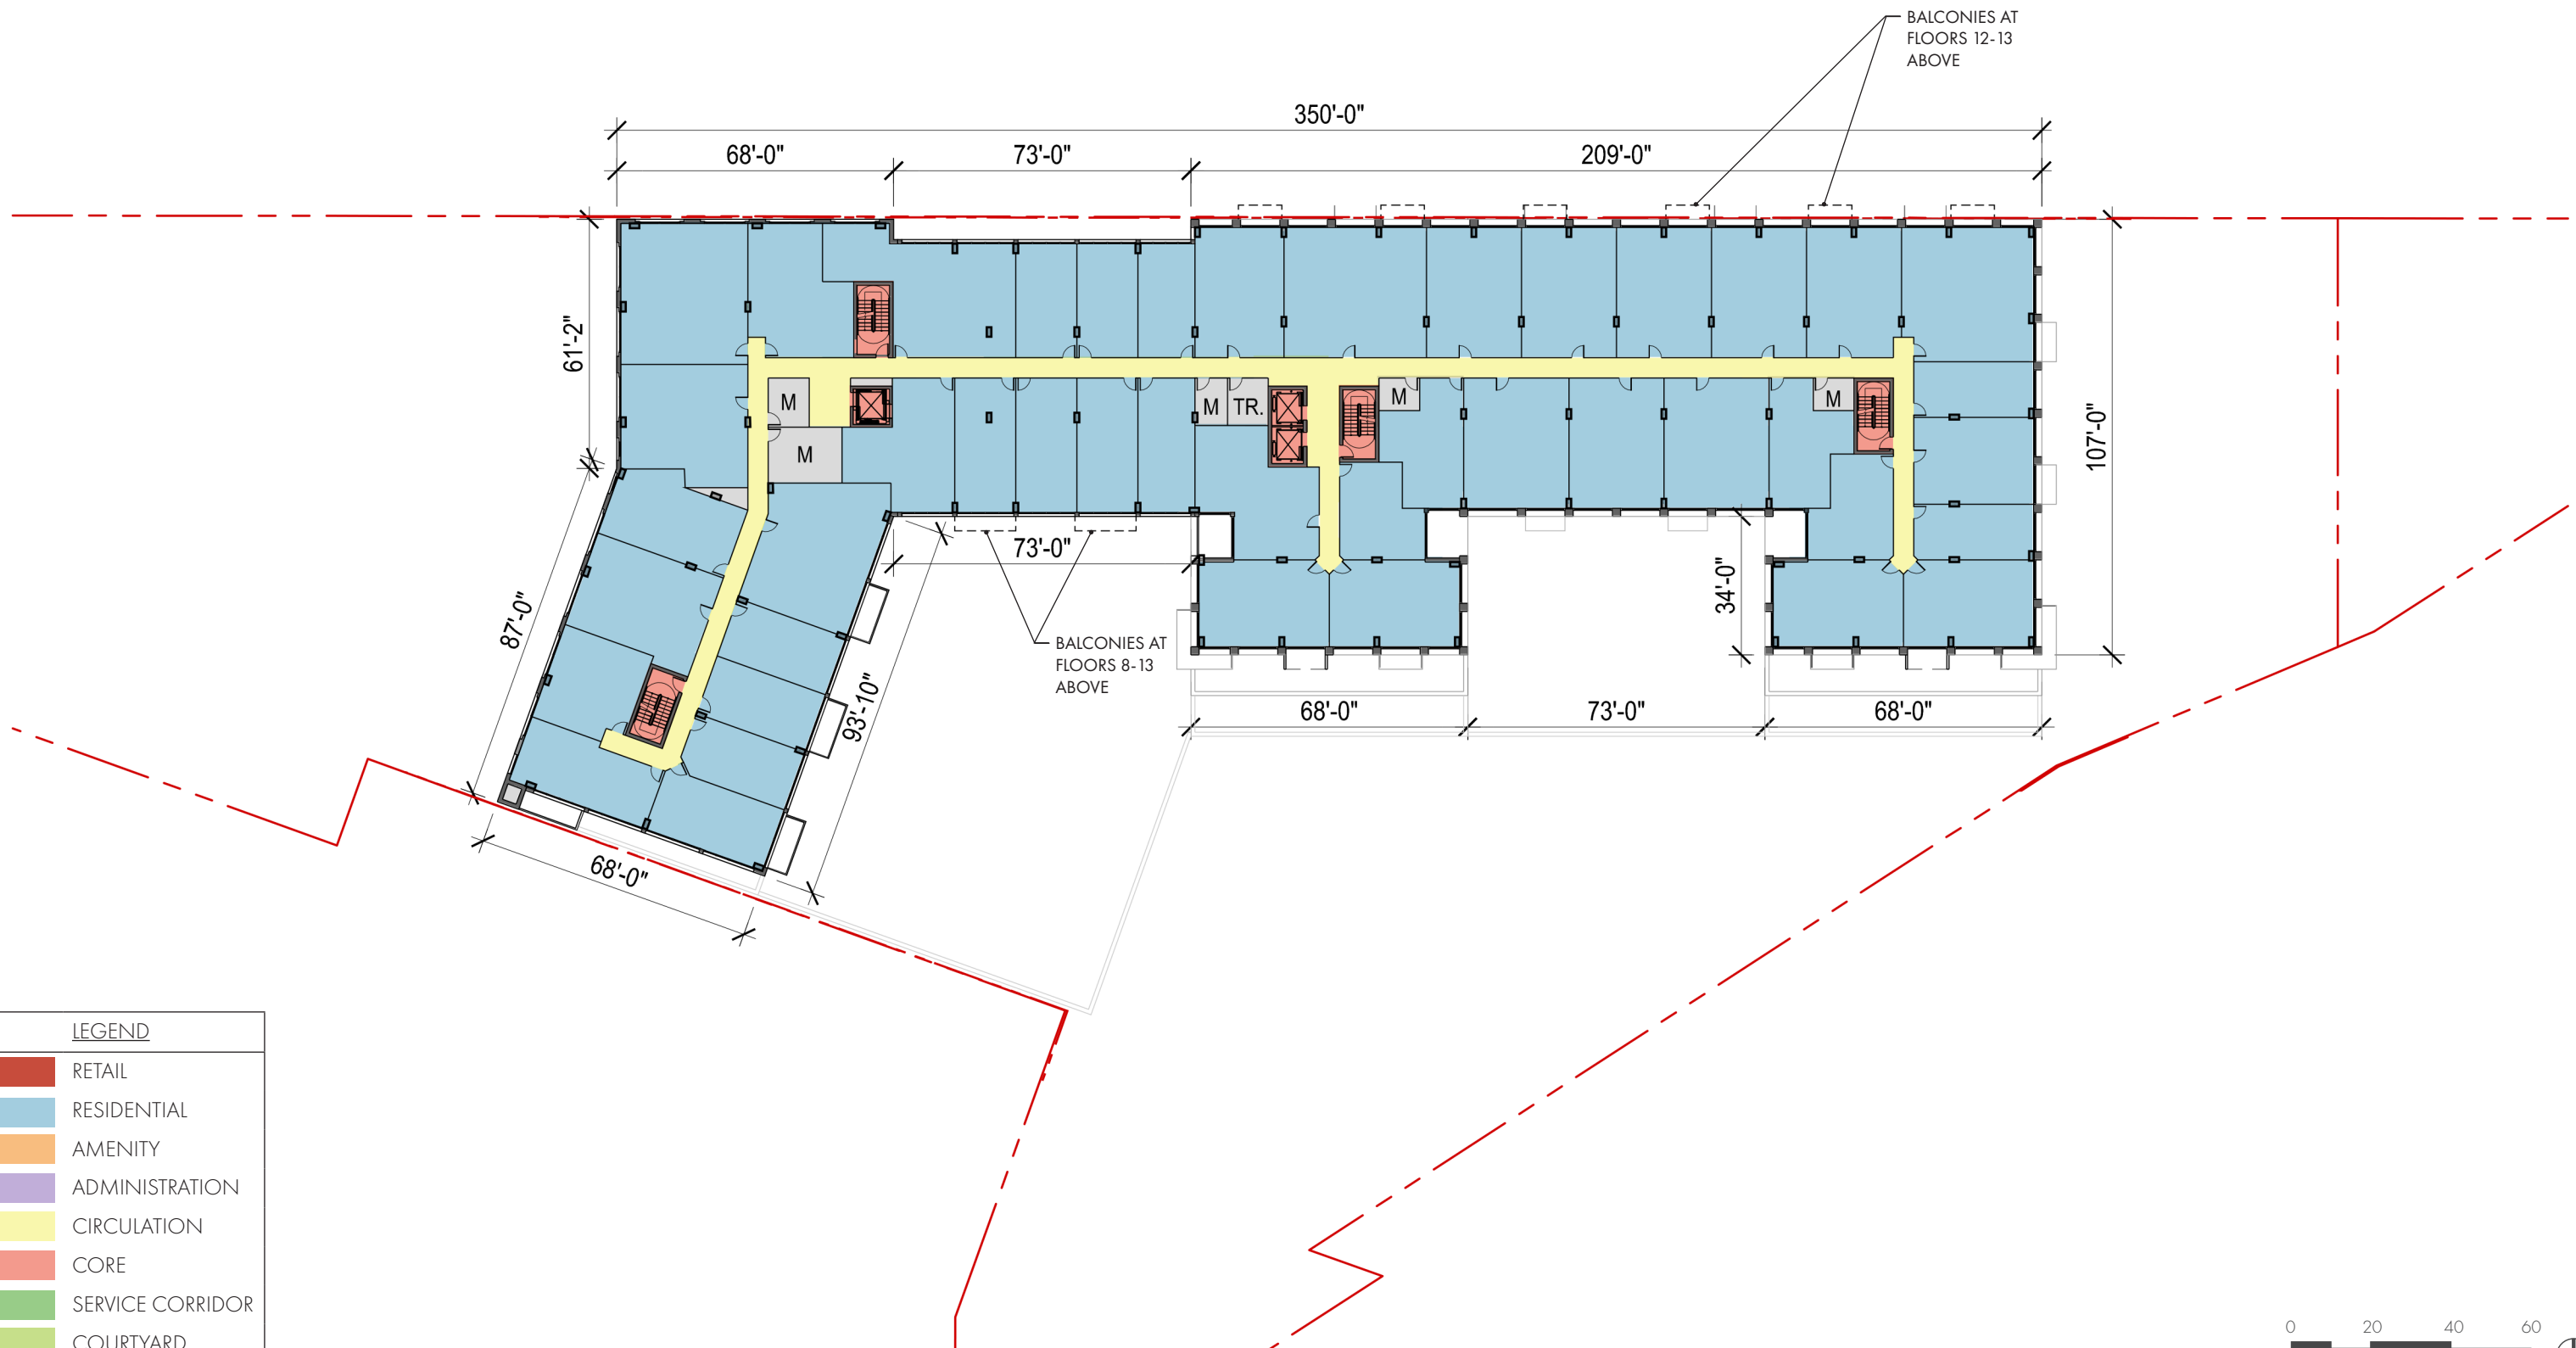 BALCONIES AT
FLOORS 12-13
ABOVE
350'-0"
68'-0"
73'-0"
209'-0"
61'-2"
107'-0"
M
M
M
TR.
M
M
73'-0"
34'-0"
87'-0"
93'-10"
BALCONIES AT
FLOORS 8-13
ABOVE
68'-0"
73'-0"
68'-0"
68'-0"
LEGEND
RETAIL
RESIDENTIAL
AMENITY
ADMINISTRATION
CIRCULATION
CORE
SERVICE CORRIDOR
COURTYARD
0 20 40 60